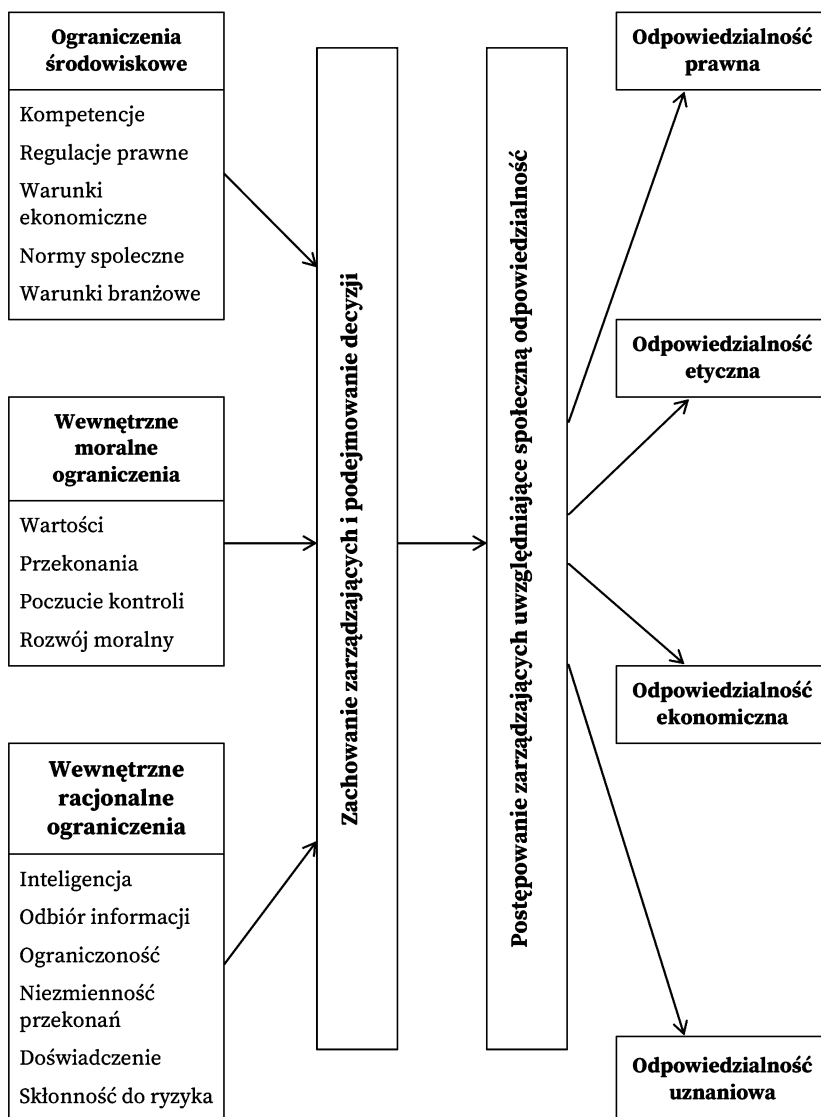 Ograniczenia
środowiskowe
Kompetencje
Regulacje prawne
Warunki
ekonomiczne
Normy spoleczne
Warunki branżowe
Wewnętrzne
moralne
ograniczenia
Wartości
Przekonania
Poczucie kontroli
Rozwój moralny
Wewnętrzne
racjonalne
ograniczenia
Inteligencja
Odbiór informacji
Ograniczoność
Niezmienność
przekonań
Doświadczenie
Skłonność do ryzyka
Zachowanie zarządzających i podejmowanie decyzji
Postępowanie zarządzających uwzględniające społeczną odpowiedzialność
Odpowiedzialność
prawna
Odpowiedzialność
etyczna
Odpowiedzialność
ekonomiczna
Odpowiedzialność
uznaniowa